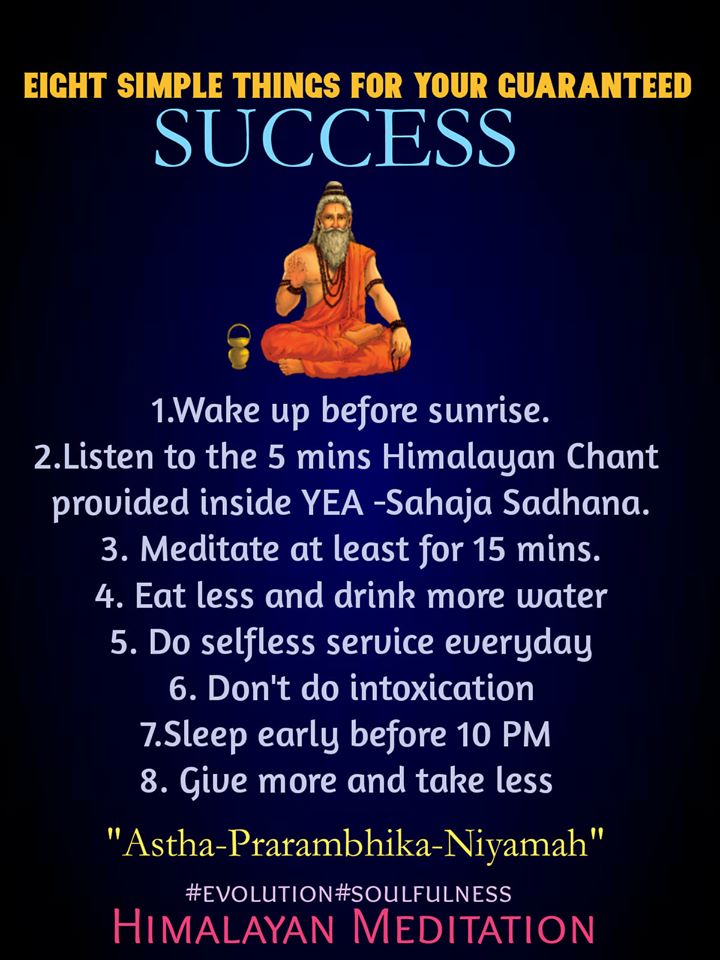 EIGHT SIMPLE THINGS FOR YOUR GUARANTEED
SUCCESS
1.Wake up before sunrise.
2.Listen to the 5 mins Himalayan Chant
provided inside YEA -Sahaja Sadhana.
3. Meditate at least for 15 mins.
4. Eat less and drink more water
5. Do selfless service everyday
6. Don't do intoxication
7.Sleep early before 10 PM
8. Give more and take less
"Astha-Prarambhika-Niyamah"
#EVOLUTION#SOULFULNESS
HIMALAYAN MEDITATION